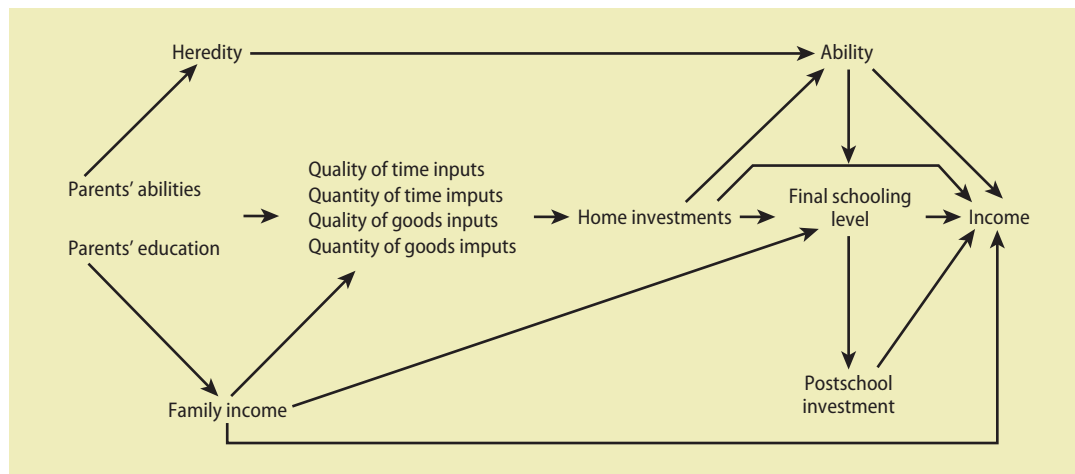 Heredity
Ability
Parents' abilities
Parents' education
Quality of time inputs
Quantity of time imputs
Quality of goods inputs
Quantity of goods imputs
Home investments
Final schooling
level
Income
Family income
Postschool
investment